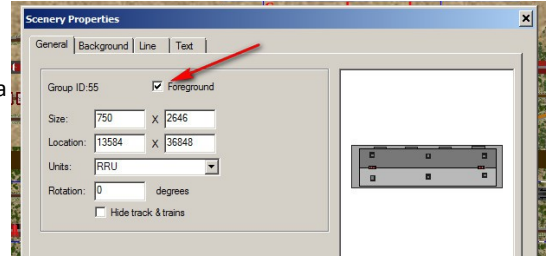 Scenery Properties
General Background Line Text
Group ID:55 Foreground
Size: 750 X 2646
Location: 13584 X 36848
Units: RRU
Rotation: 0 degrees
Hide track & trains
a